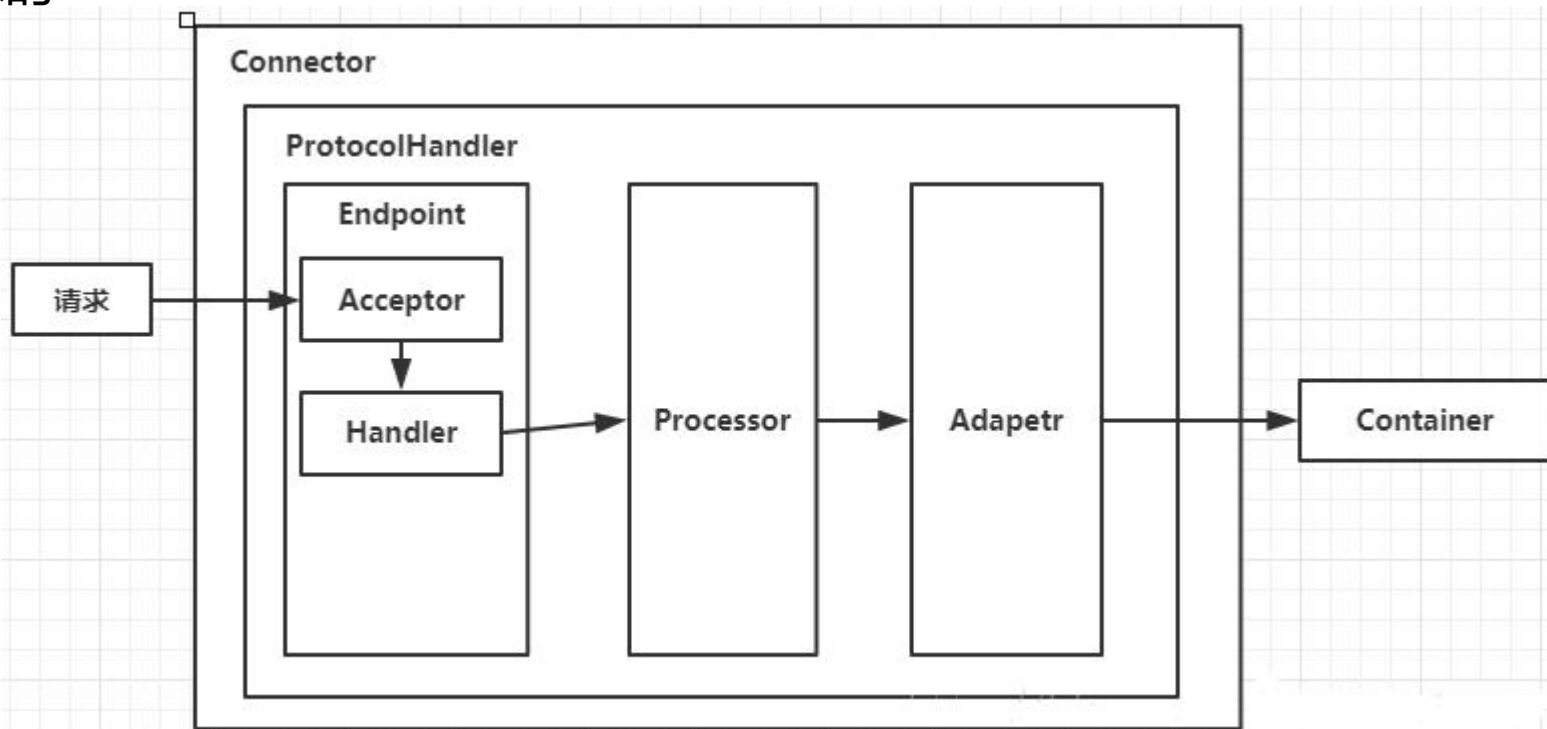 Connector
ProtocolHandler
Endpoint
请求
Acceptor
Handler
Processor
Adapetr
Container